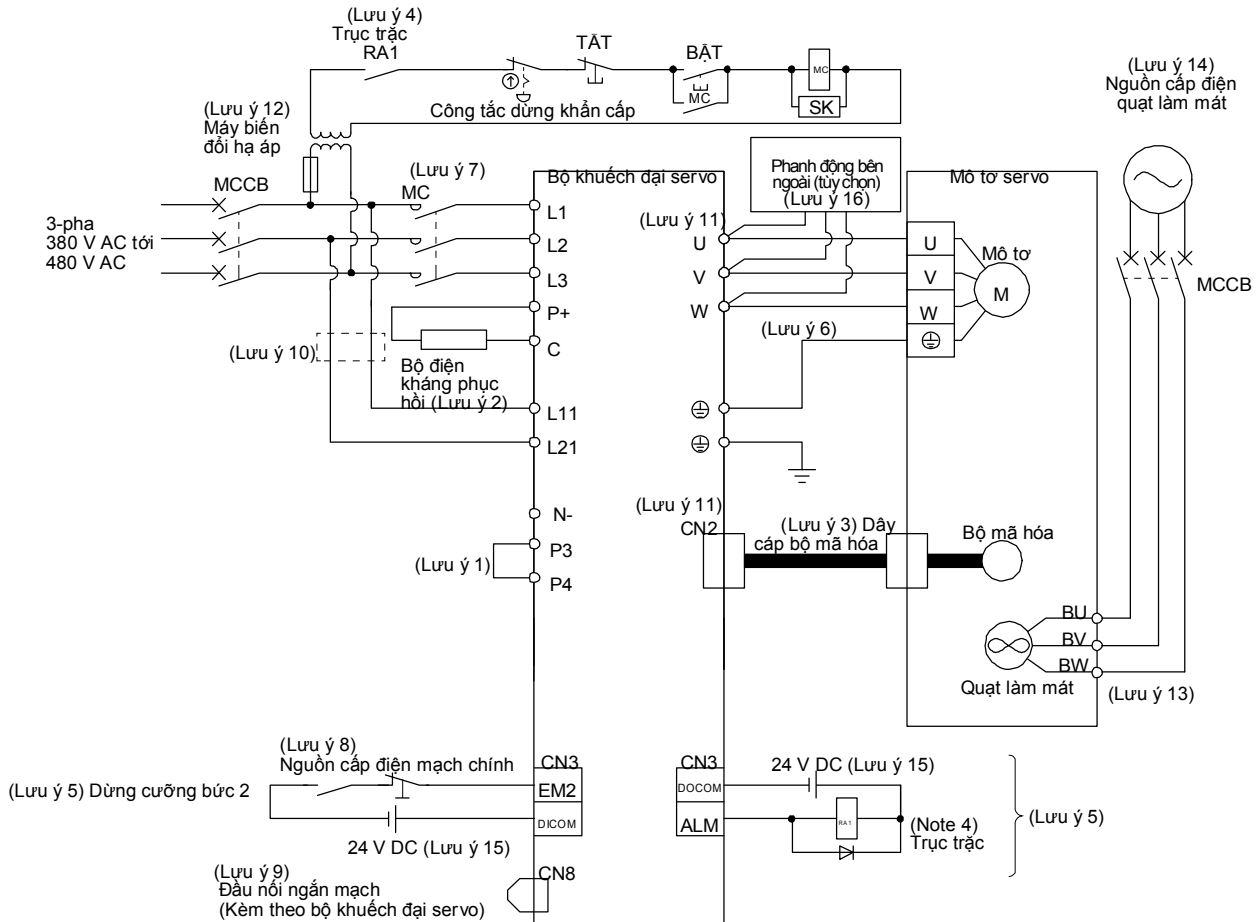 (Lưu ý 4)
Trục trặc
RA1
TẮT
BẬT
MC
MC
SK
Công tắc dừng khẩn cấp
(Lưu ý 14)
Nguồn cấp điện
quạt làm mát
(Lưu ý 12)
Máy biến
đổi hạ áp
MCCB
(Lưu ý 7)
MC
3-pha
380 V AC tới
480 V AC
Bộ khuếch đại servo
L1
L2
L3
P+
C
L11
L21
N-
P3
P4
(Lưu ý 10)
Bộ điện
kháng phục
hồi (Lưu ý 2)
(Lưu ý 1)
Phanh động bên
ngoài (tùy chọn)
(Lưu ý 16)
(Lưu ý 11)
U
V
W
(Lưu ý 6)
Mô tơ servo
U
V
W
Mô tơ
M
MCCB
(Lưu ý 11)
CN2
(Lưu ý 3) Dây
cáp bộ mã hóa
Bộ mã hóa
BU
BV
BW
Quạt làm mát
(Lưu ý 13)
(Lưu ý 8)
Nguồn cấp điện mạch chính
(Lưu ý 5) Dừng cưỡng bức 2
CN3
EM2
DICOM
24 V DC (Lưu ý 15)
(Lưu ý 9)
Đầu nối ngắn mạch
(Kèm theo bộ khuếch đại servo)
CN8
CN3
DOCOM
ALM
24 V DC (Lưu ý 15)
RA1
(Note 4)
Trục trặc
(Lưu ý 5)